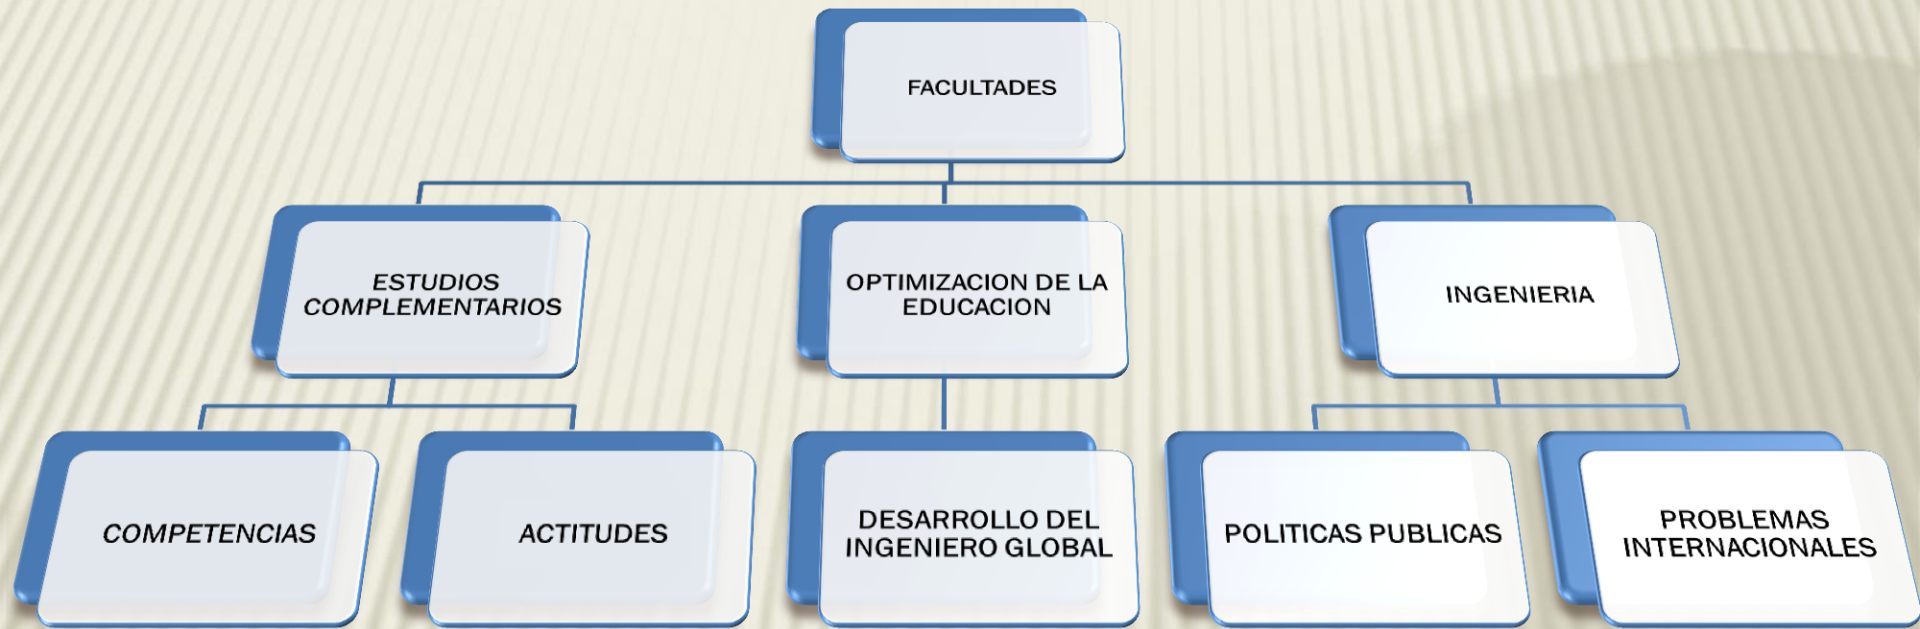 FACULTADES
ESTUDIOS
COMPLEMENTARIOS
OPTIMIZACION DE LA
EDUCACION
INGENIERIA
COMPETENCIAS
ACTITUDES
DESARROLLO DEL
INGENIERO GLOBAL
POLITICAS PUBLICAS
PROBLEMAS
INTERNACIONALES